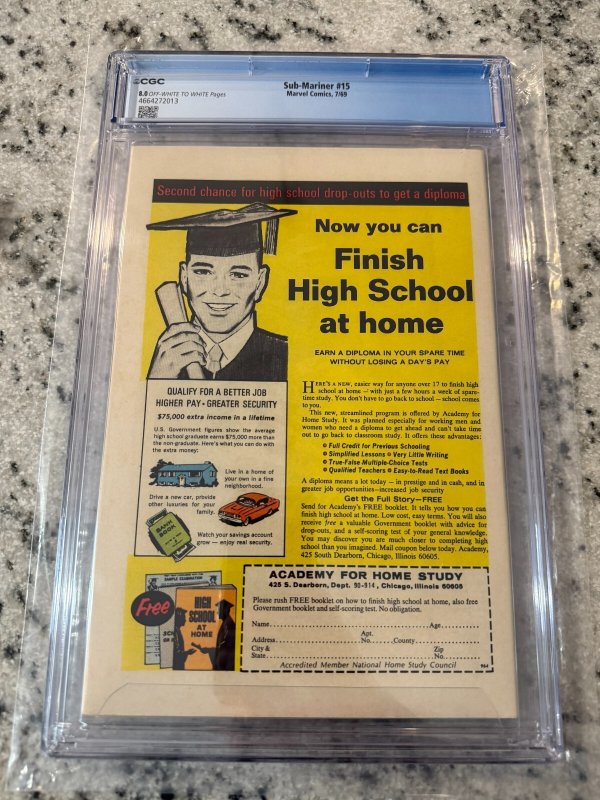 CGC
8.0 OFF-WHITE TO WHITE Pages
4664272013
Sub-Mariner #15
Marvel Comics, 7/69
Second chance for high school drop-outs to get a diploma
Now you can
Finish
High School
at home
EARN A DIPLOMA IN YOUR SPARE TIME
WITHOUT LOSING A DAY'S PAY
QUALIFY FOR A BETTER JOB
HIGHER PAY • GREATER SECURITY
$75,000 extra income in a lifetime
U.S. Government figures show the average
high school graduate earns $75,000 more than
the non graduate. Here's what you can do with
the extra money:
Live in a home of
your own in a fine
neighborhood.
Drive a new car, provide
other luxuries for your
family.
BANK
BOOK
Watch your savings account
grow — enjoy real security.
HERE'S A NEW, easier way for anyone over 17 to finish high
school at home — with just a few hours a week of spare-
time study. You don't have to go back to school — school comes
to you.
This new, streamlined program is offered by Academy for
Home Study. It was planned especially for working men and
women who need a diploma to get ahead and can't take time
out to go back to classroom study. It offers these advantages:
Full Credit for Previous Schooling
Simplified Lessons Very Little Writing
True-False Multiple-Choice Tests
Qualified Teachers Easy-to-Read Text Books
A diploma means a lot today — in prestige and in cash, and in
greater job opportunities—increased job security
Get the Full Story—FREE
Send for Academy's FREE booklet. It tells you how you can
finish high school at home. Low cost, easy terms. You will also
receive free a valuable Government booklet with advice for
drop-outs, and a self-scoring test of your general knowledge.
You may discover you are much closer to completing high
school than you imagined. Mail coupon below today. Academy,
425 South Dearborn, Chicago, Illinois 60605.
SAMPLE EXAMINATION
Free
HIGH
SCHOOL
AT
HOME
ACADEMY FOR HOME STUDY
425 S. Dearborn, Dept. 90-914, Chicago, Illinois 60605
Please rush FREE booklet on how to finish high school at home, also free
Government booklet and self-scoring test. No obligation.
Name Age
Apt.
Address No. County
City & Zip
State No.
Accredited Member National Home Study Council 964